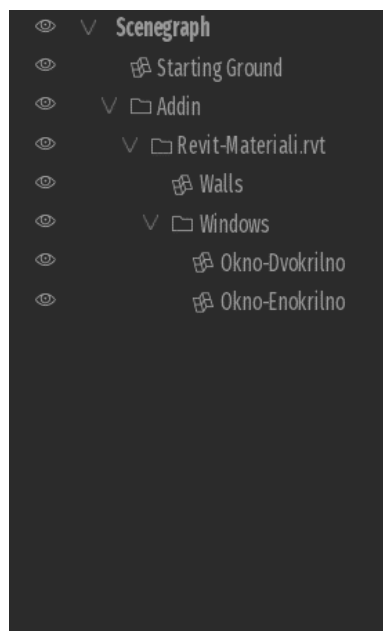 Scenegraph
Starting Ground
Addin
Revit-Materiali.rvt
Walls
Windows
Okno-Dvokrilno
Okno-Enokrilno